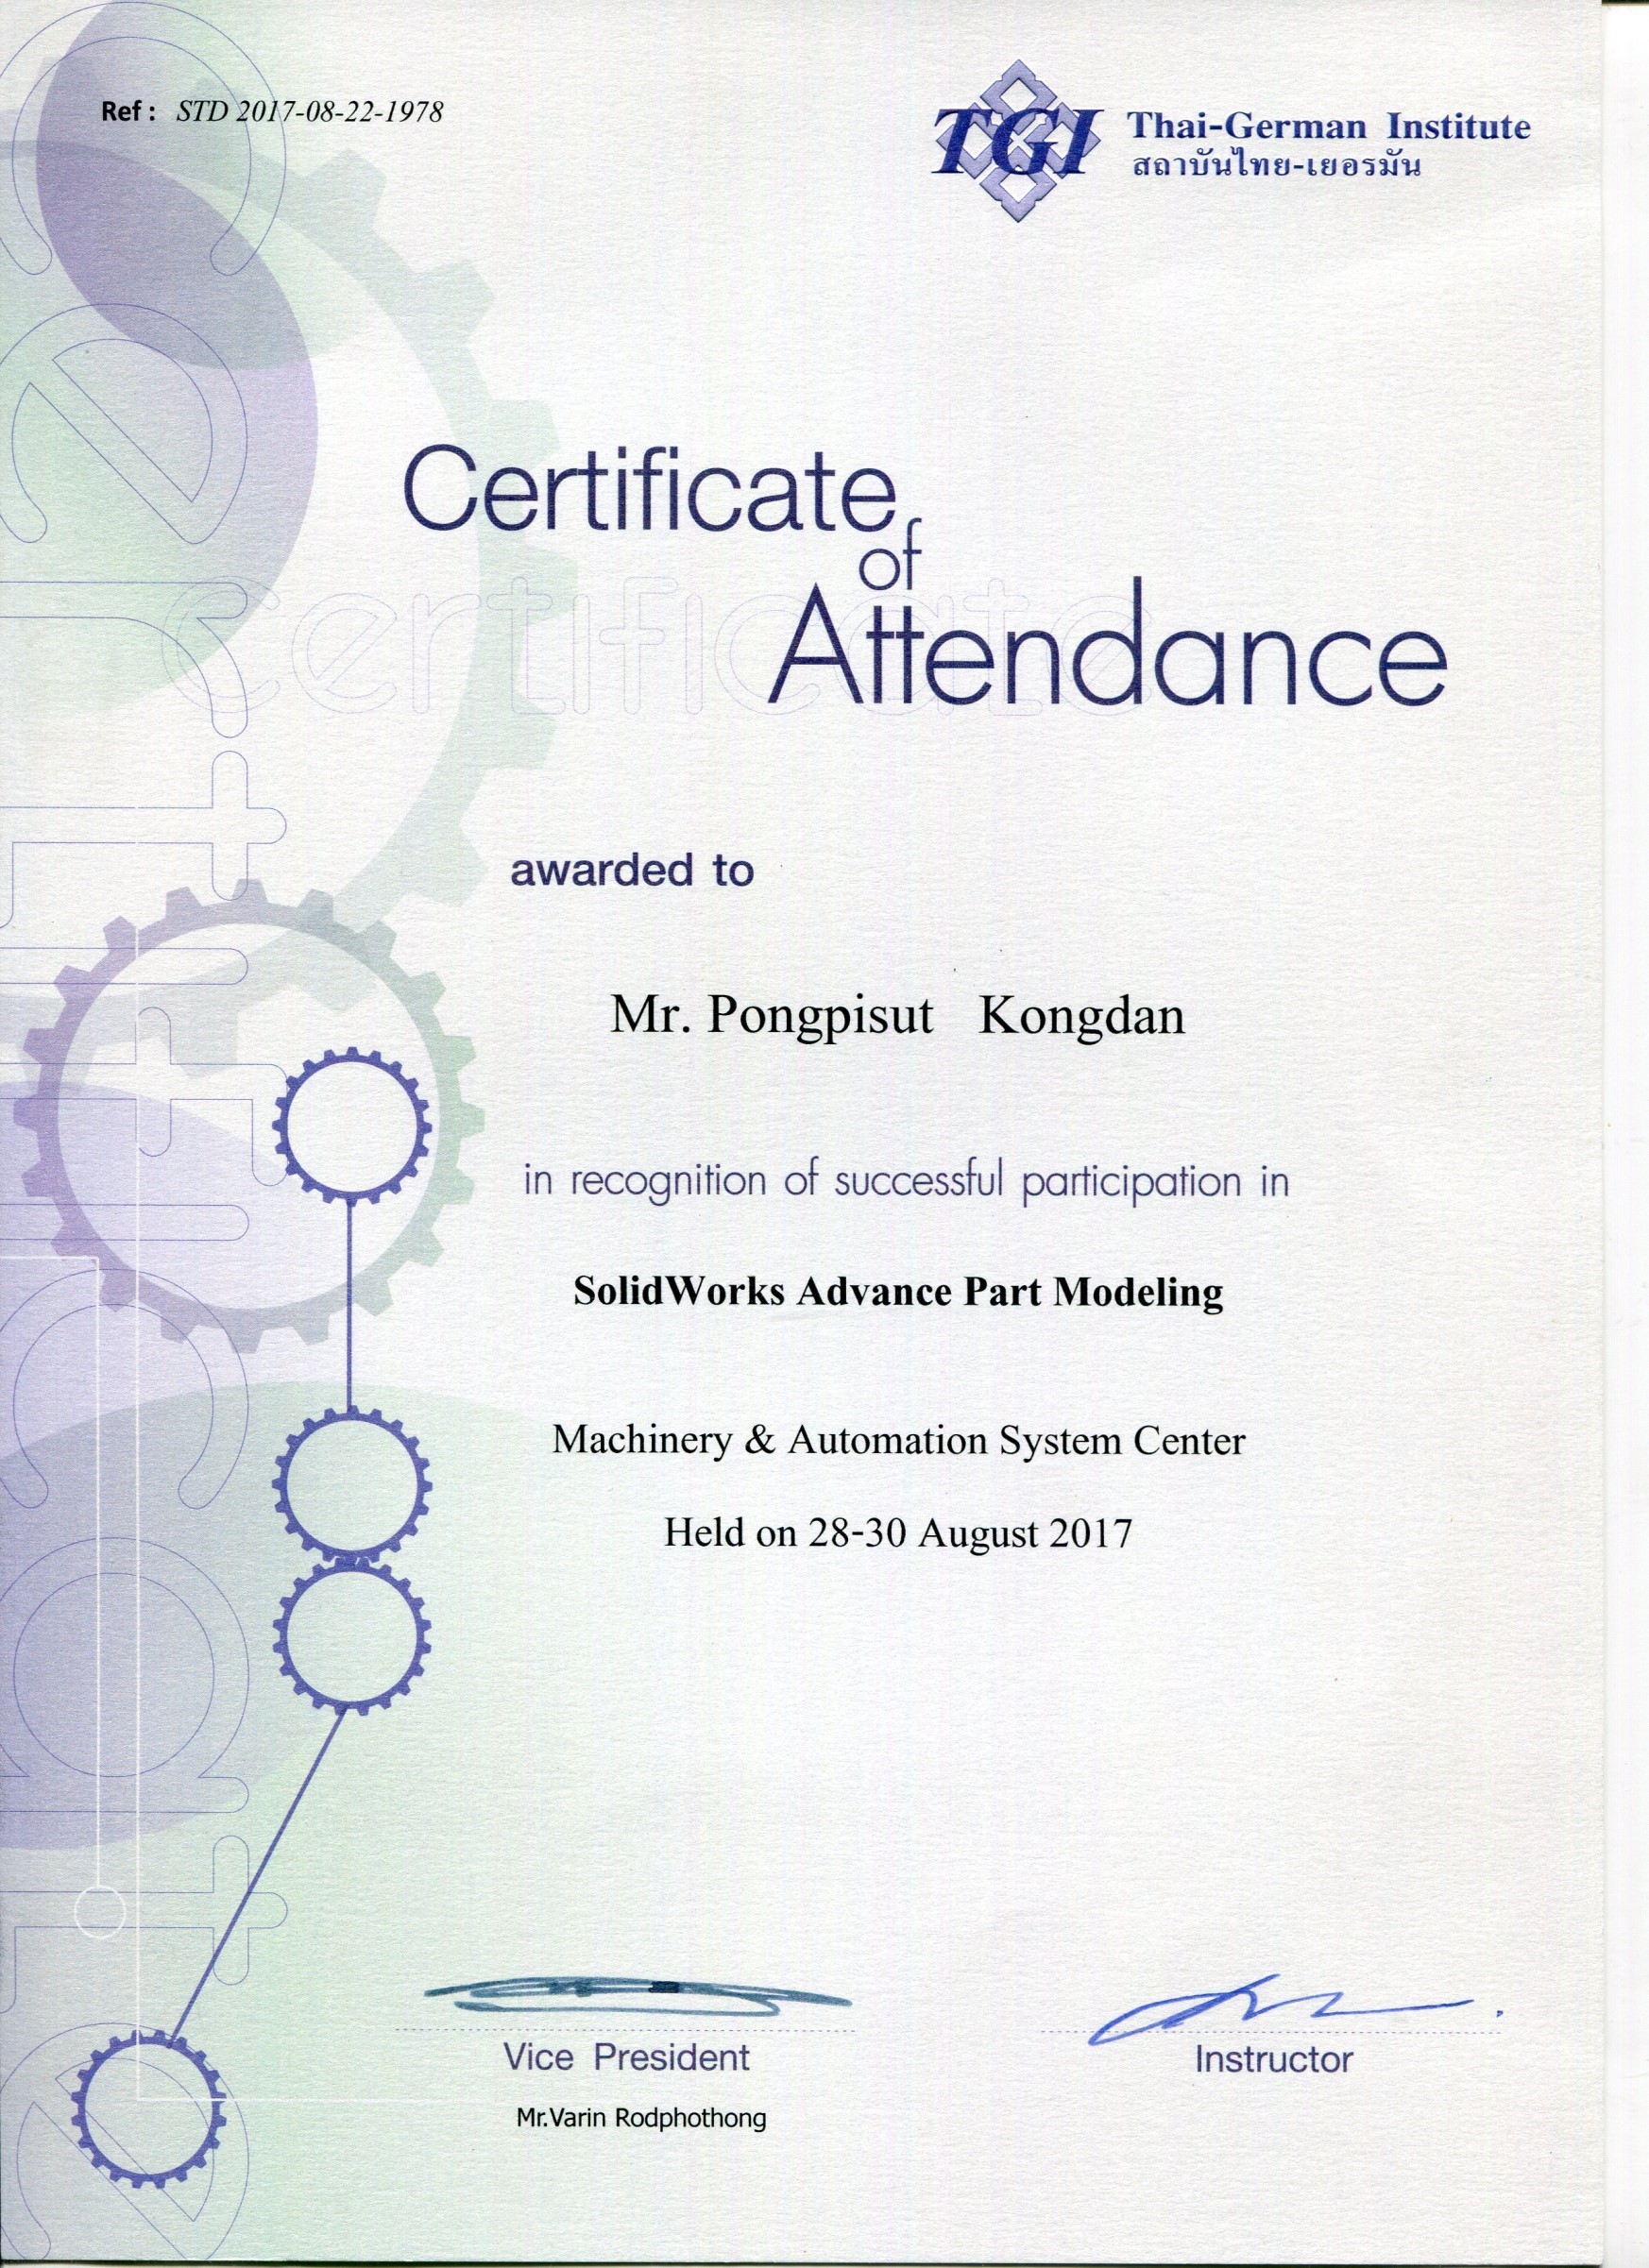 Ref : STD 2017-08-22-1978
TGI
Thai-German Institute
สถาบันไทย-เยอรมัน
Certificate
of
Attendance
certificate
awarded to
Mr. Pongpisut Kongdan
in recognition of successful participation in
SolidWorks Advance Part Modeling
Machinery & Automation System Center
Held on 28-30 August 2017
Vice President
Instructor
Mr.Varin Rodphothong